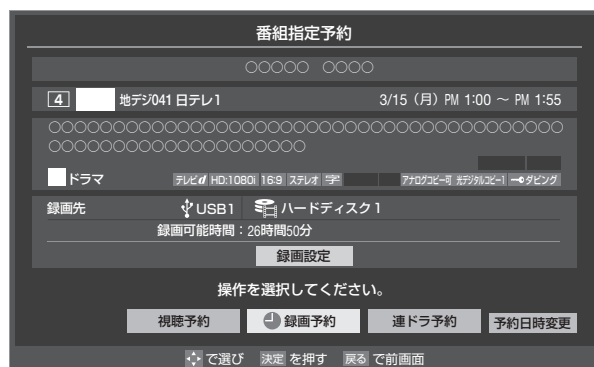 番組指定予約
○○○○○ ○○○○
4 地デジ041 日テレ1 3/15（月）PM 1:00 ～ PM 1:55
○○○○○○○○○○○○○○○○○○○○○○○○○○○○○○○○○○○○○○○○
○○○○○○○○○○○○○○○○○○○○
ドラマ テレビd HD:1080i 16:9 ステレオ 字 アナログコピー可 光デジタルコピー1 ダビング
録画先 USB1 ハードディスク1
録画可能時間：26時間50分
録画設定
操作を選択してください。
視聴予約 録画予約 連ドラ予約 予約日時変更
で選び 決定 を押す 戻る で前画面